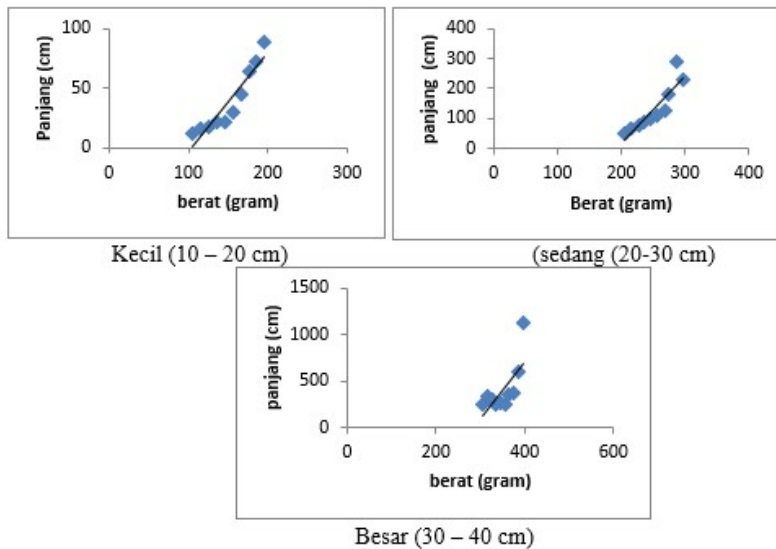 100
50
0
Panjang (cm)
0 100 200 300
berat (gram)
Kecil (10 – 20 cm)
400
300
200
100
0
panjang (cm)
0 100 200 300 400
Berat (gram)
(sedang (20-30 cm)
1500
1000
500
0
panjang (cm)
0 200 400 600
berat (gram)
Besar (30 – 40 cm)